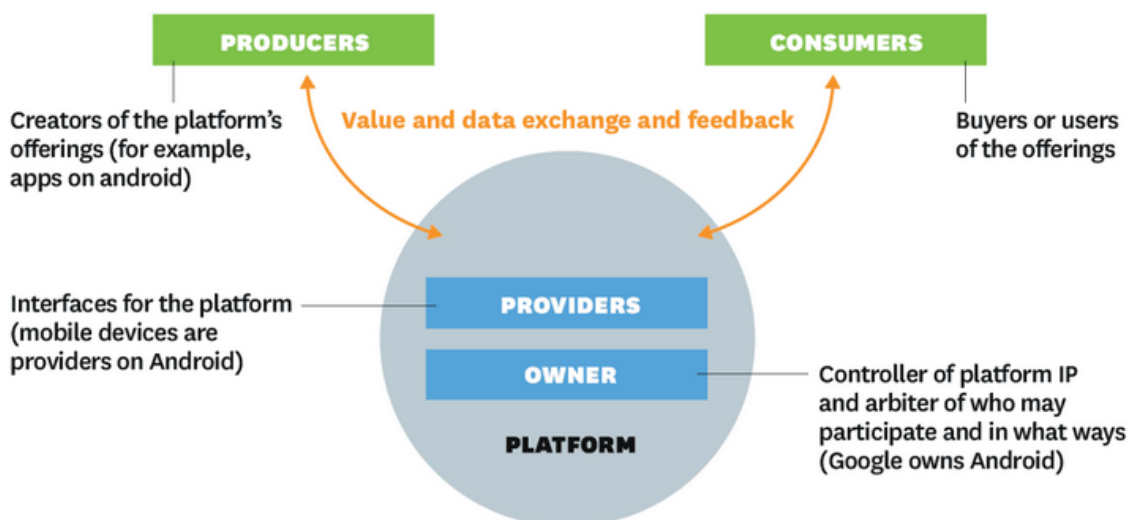 PRODUCERS
CONSUMERS
Creators of the platform's
offerings (for example,
apps on android)
Value and data exchange and feedback
Buyers or users
of the offerings
Interfaces for the platform
(mobile devices are
providers on Android)
PROVIDERS
OWNER
PLATFORM
Controller of platform IP
and arbiter of who may
participate and in what ways
(Google owns Android)